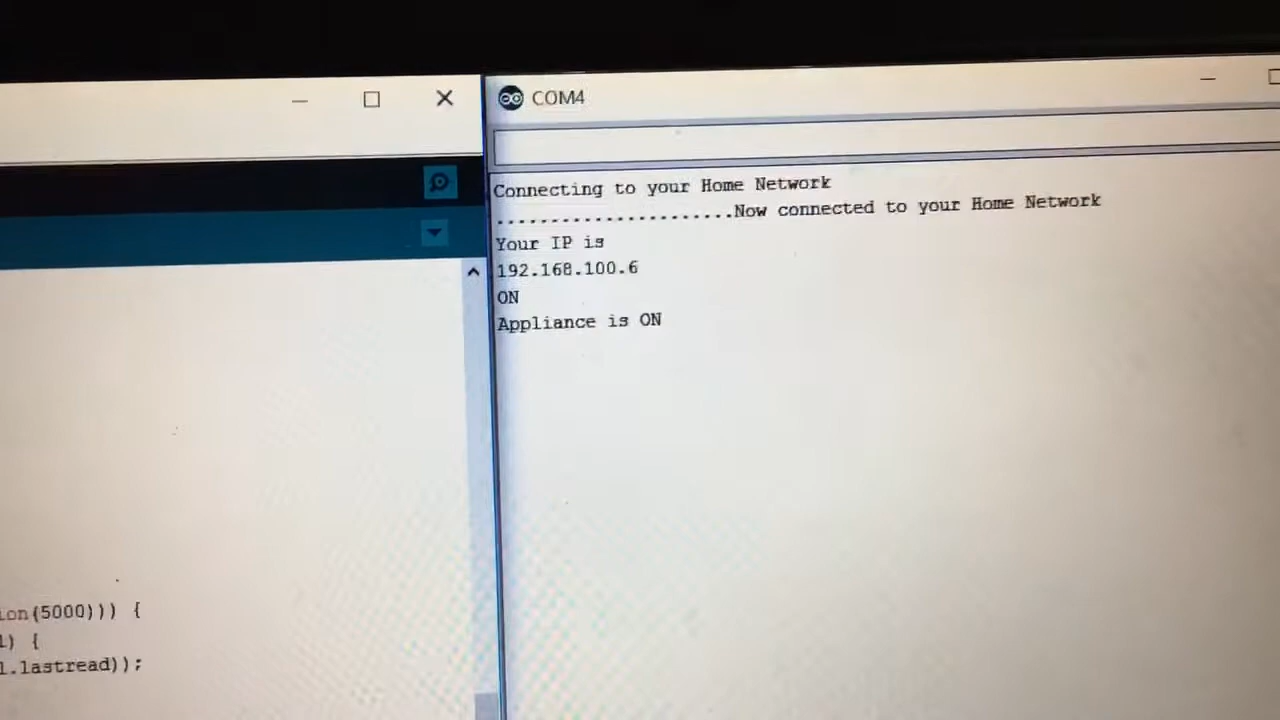 COM4
Connecting to your Home Network
......................Now connected to your Home Network
Your IP is
192.168.100.6
ON
Appliance is ON
ion(5000))) {
1) {
1.lastread));